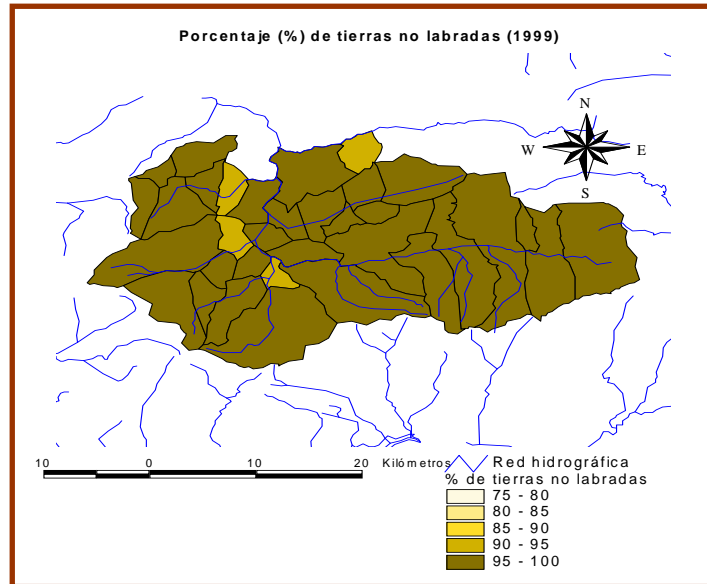 Porcentaje (%) de tierras no labradas (1999)
N
W E
S
10 0 10 20 Kilómetros
Red hidrográfica
% de tierras no labradas
75 - 80
80 - 85
85 - 90
90 - 95
95 - 100